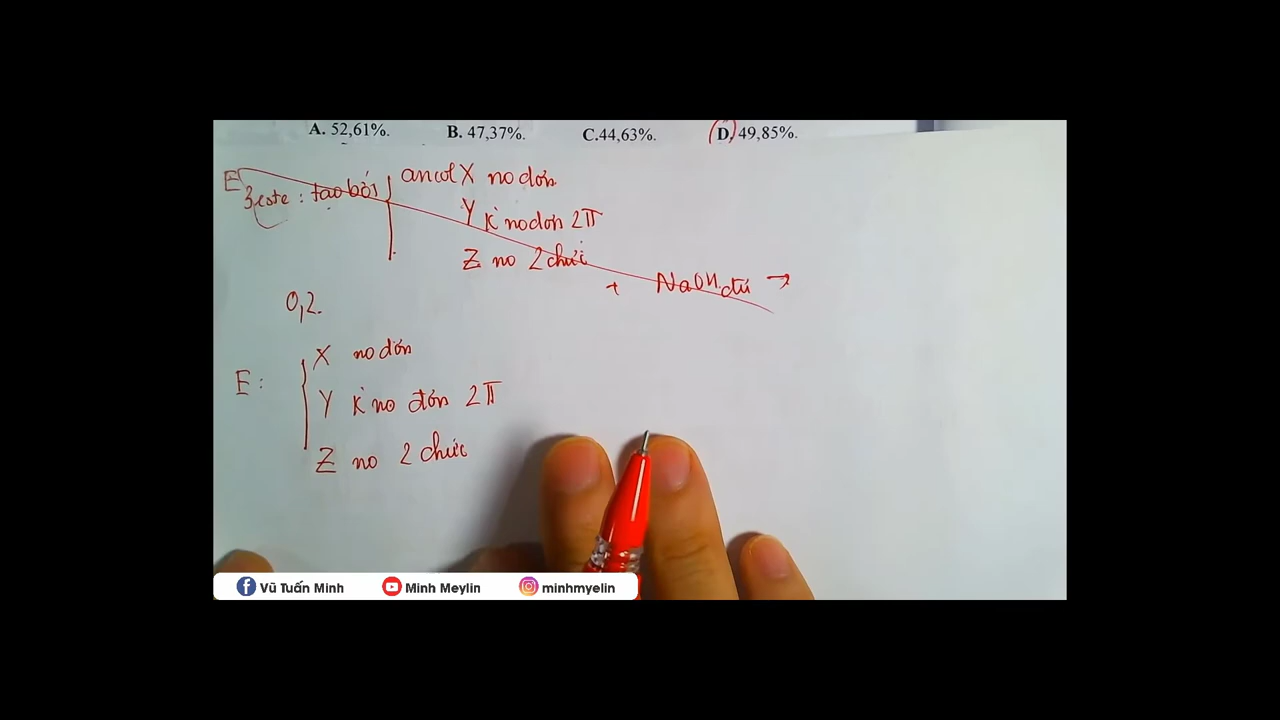 A. 52,61%. B. 47,37%. C.44,63%. D. 49,85%.
E 3 este : tạo bởi ancol X no đơn
Y k no đơn 2π
Z no 2 chức
+ NaOH đủ →
0,2.
E : X no đơn
Y k no đơn 2π
Z no 2 chức
Vũ Tuấn Minh Minh Meylin minhmyelin